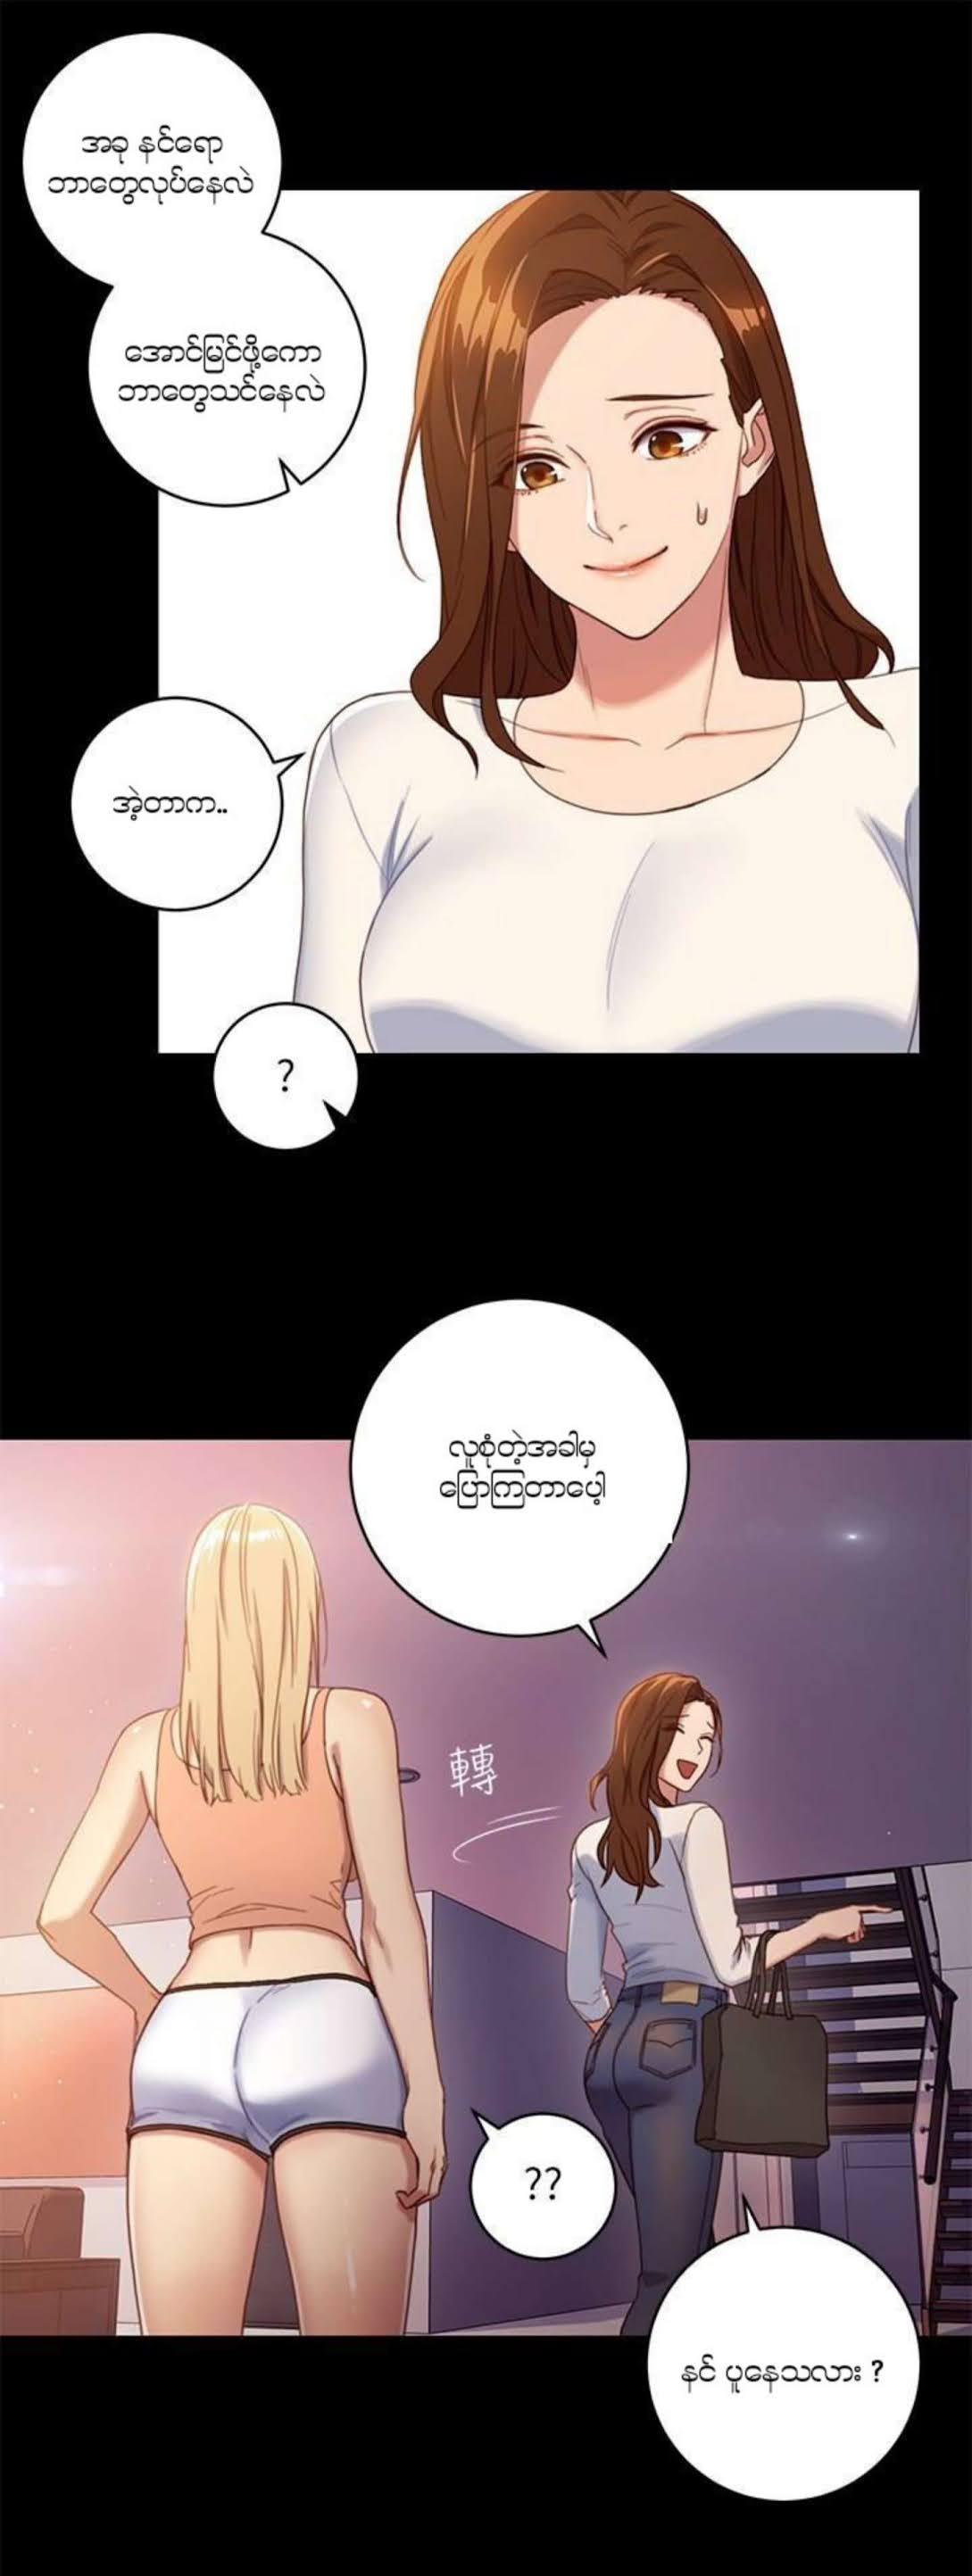 အခု နင်ရော
ဘာတွေလုပ်နေလဲ
အောင်မြင်ဖို့ကော
ဘာတွေသင်နေလဲ
အဲ့တာက..
?
လူစုံတဲ့အခါမှ
ပြောကြတာပေါ့
轉
??
နင် ပူနေသလား ?